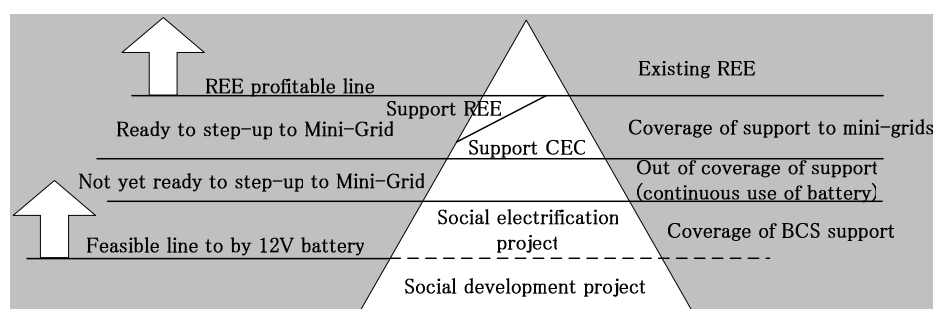 Existing REE
REE profitable line
Support REE
Ready to step-up to Mini-Grid
Coverage of support to mini-grids
Support CEC
Not yet ready to step-up to Mini-Grid
Out of coverage of support
(continuous use of battery)
Social electrification
project
Coverage of BCS support
Feasible line to by 12V battery
Social development project